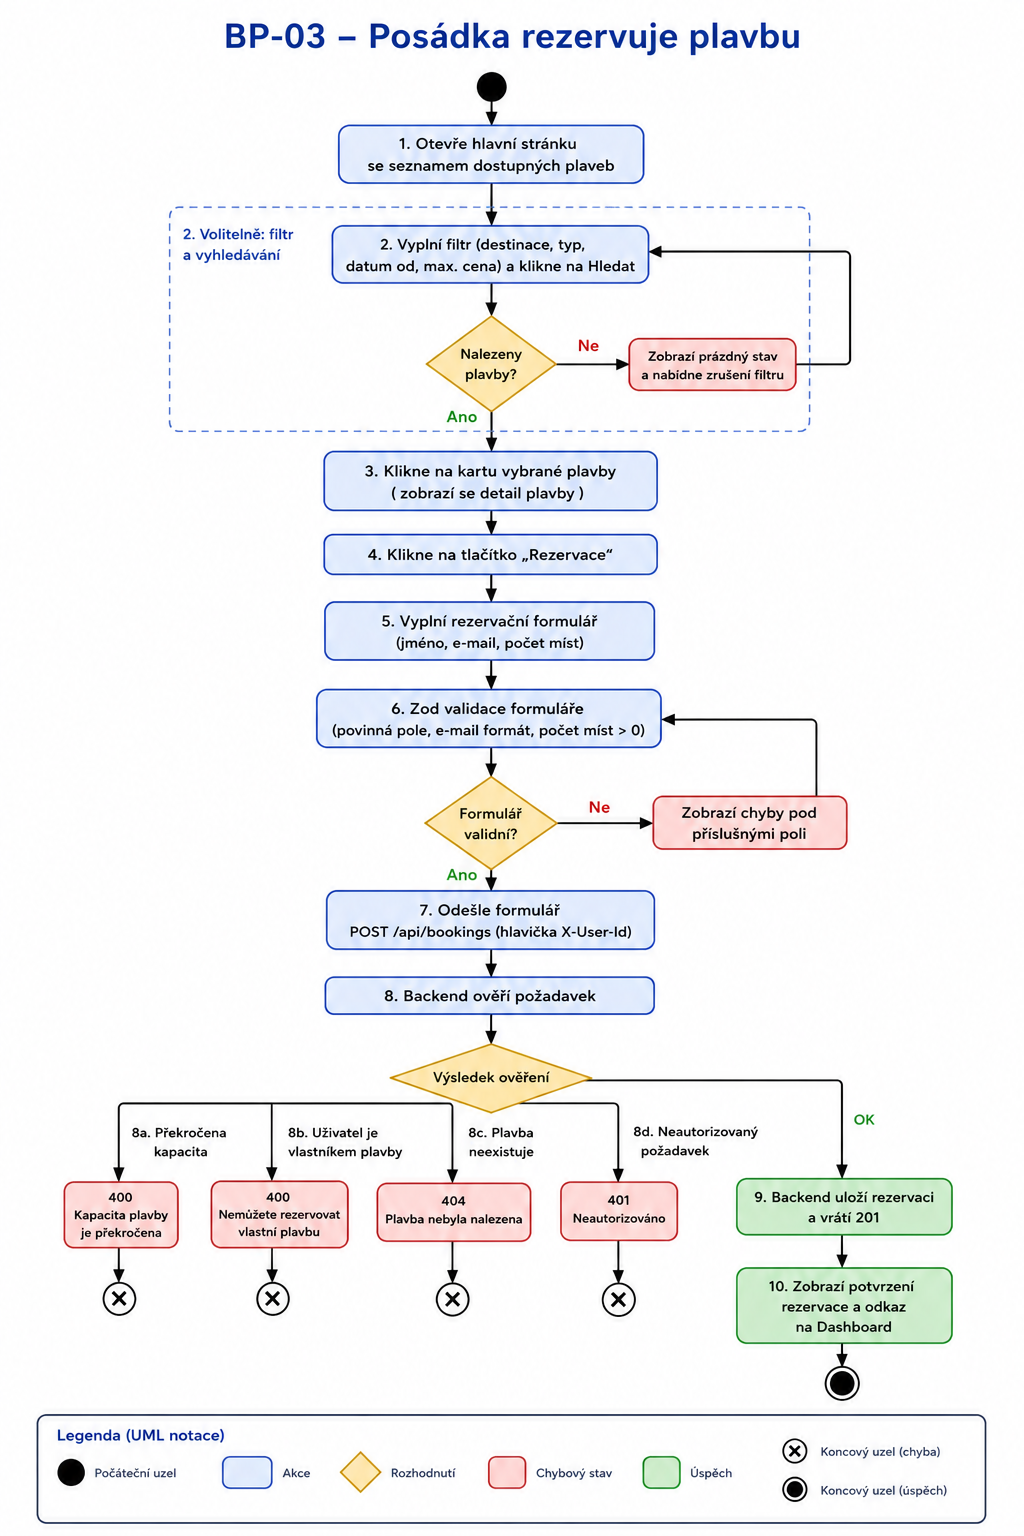 BP-03 – Posádka rezervuje plavbu
1. Otevře hlavní stránku
se seznamem dostupných plaveb
2. Volitelně: filtr
a vyhledávání
2. Vyplní filtr (destinace, typ,
datum od, max. cena) a klikne na Hledat
Nalezeny
plavby?
Ne
Zobrazí prázdný stav
a nabídne zrušení filtru
Ano
3. Klikne na kartu vybrané plavby
( zobrazí se detail plavby )
4. Klikne na tlačítko „Rezervace“
5. Vyplní rezervační formulář
(jméno, e-mail, počet míst)
6. Zod validace formuláře
(povinná pole, e-mail formát, počet míst > 0)
Formulář
validní?
Ne
Zobrazí chyby pod
příslušnými poli
Ano
7. Odešle formulář
POST /api/bookings (hlavička X-User-Id)
8. Backend ověří požadavek
Výsledek ověření
8a. Překročena
kapacita
8b. Uživatel je
vlastníkem plavby
8c. Plavba
neexistuje
8d. Neautorizovaný
požadavek
OK
400
Kapacita plavby
je překročena
400
Nemůžete rezervovat
vlastní plavbu
404
Plavba nebyla nalezena
401
Neautorizováno
9. Backend uloží rezervaci
a vrátí 201
10. Zobrazí potvrzení
rezervace a odkaz
na Dashboard
Legenda (UML notace)
Počáteční uzel
Akce
Rozhodnutí
Chybový stav
Úspěch
Koncový uzel (chyba)
Koncový uzel (úspěch)